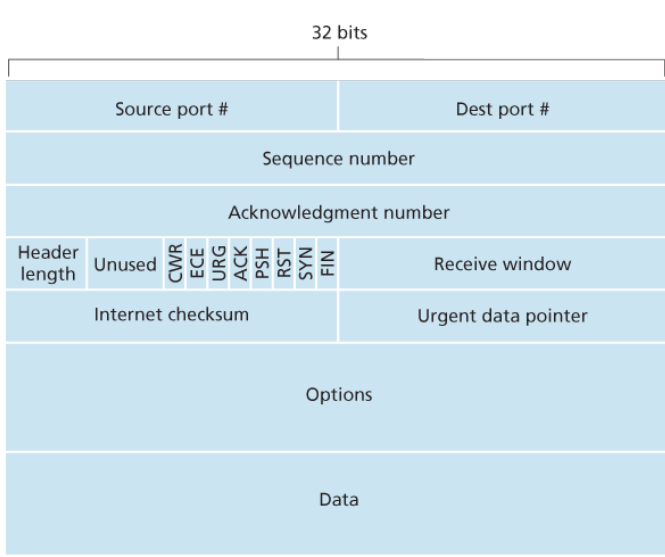 32 bits
Source port #
Dest port #
Sequence number
Acknowledgment number
Header
length
Unused
CWR
ECE
URG
ACK
PSH
RST
SYN
FIN
Receive window
Internet checksum
Urgent data pointer
Options
Data